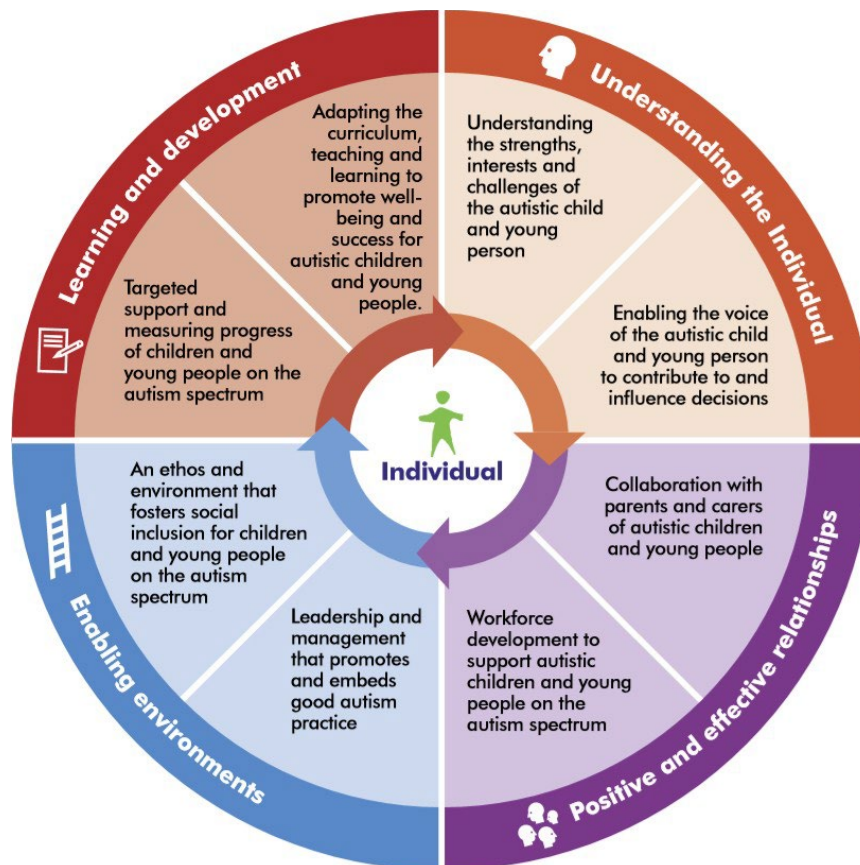 Learning and development
Adapting the
curriculum,
teaching and
learning to
promote well-
being and
success for
autistic children
and young
people.
Targeted
support and
measuring progress
of children and
young people on the
autism spectrum
Understanding the Individual
Understanding
the strengths,
interests and
challenges of
the autistic child
and young
person
Enabling the voice
of the autistic child
and young person
to contribute to and
influence decisions
Individual
Positive and effective relationships
Collaboration with
parents and carers
of autistic children
and young people
Workforce
development to
support autistic
children and young
people on the
autism spectrum
Enabling environments
Leadership and
management
that promotes
and embeds
good autism
practice
An ethos and
environment that
fosters social
inclusion for children
and young people
on the autism
spectrum